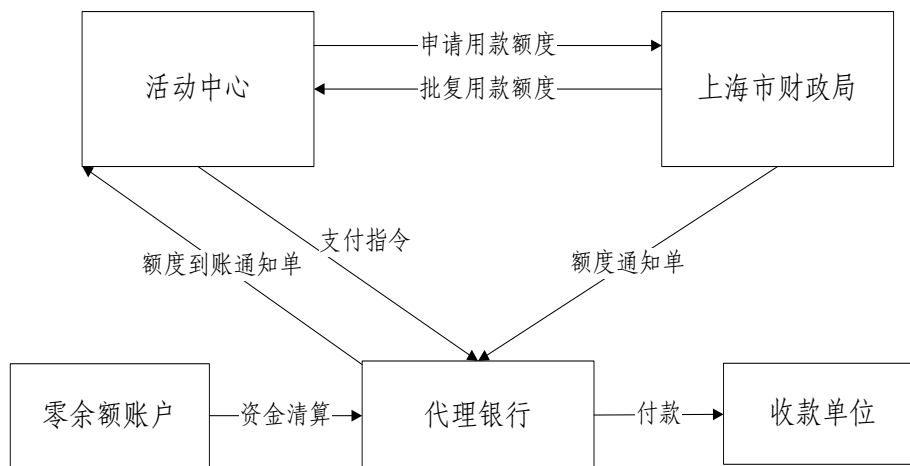 申请用款额度
活动中心
上海市财政局
批复用款额度
支付指令
额度到账通知单
额度通知单
零余额账户
资金清算
代理银行
付款
收款单位